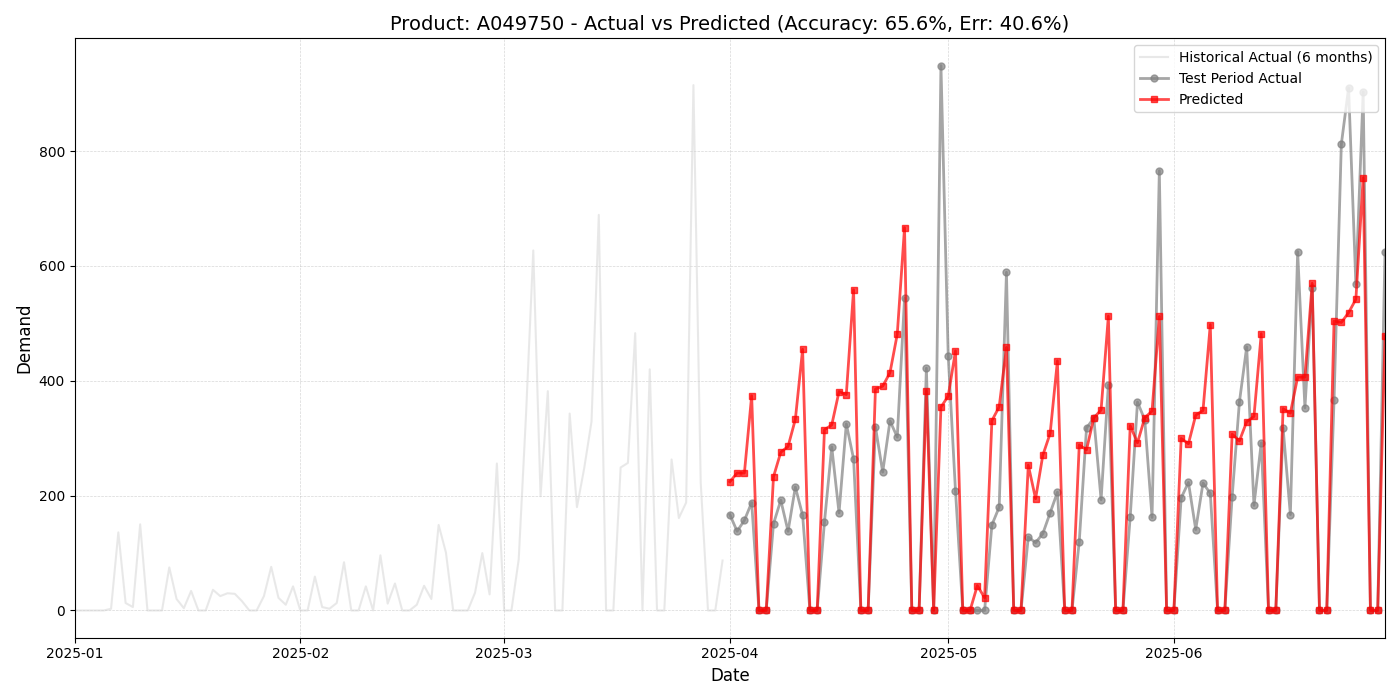 Product: A049750 - Actual vs Predicted (Accuracy: 65.6%, Err: 40.6%)
Historical Actual (6 months)
Test Period Actual
Predicted
Demand
800
600
400
200
0
2025-01
2025-02
2025-03
2025-04
2025-05
2025-06
Date